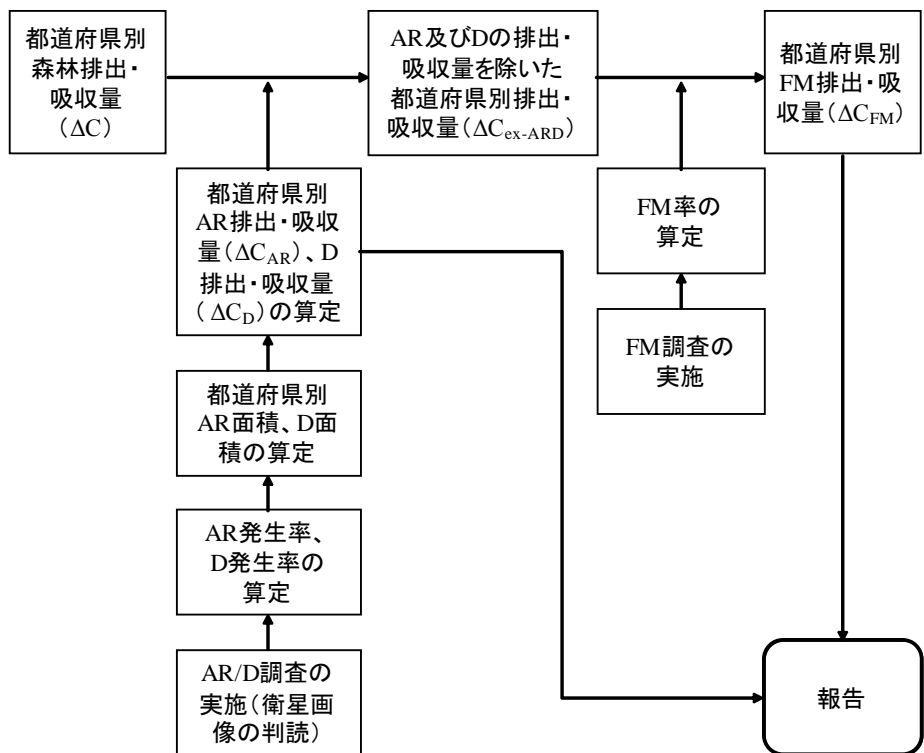 都道府県別
森林排出・
吸収量
（ΔC）
AR及びDの排出・
吸収量を除いた
都道府県別排出・
吸収量（ΔCex-ARD）
都道府県別
FM排出・吸
収量（ΔCFM）
都道府県別
AR排出・吸収
量（ΔCAR）、D
排出・吸収量
（ΔCD）の算定
FM率の
算定
FM調査の
実施
都道府県別
AR面積、D面
積の算定
AR発生率、
D発生率の
算定
AR/D調査の
実施（衛星画
像の判読）
報告